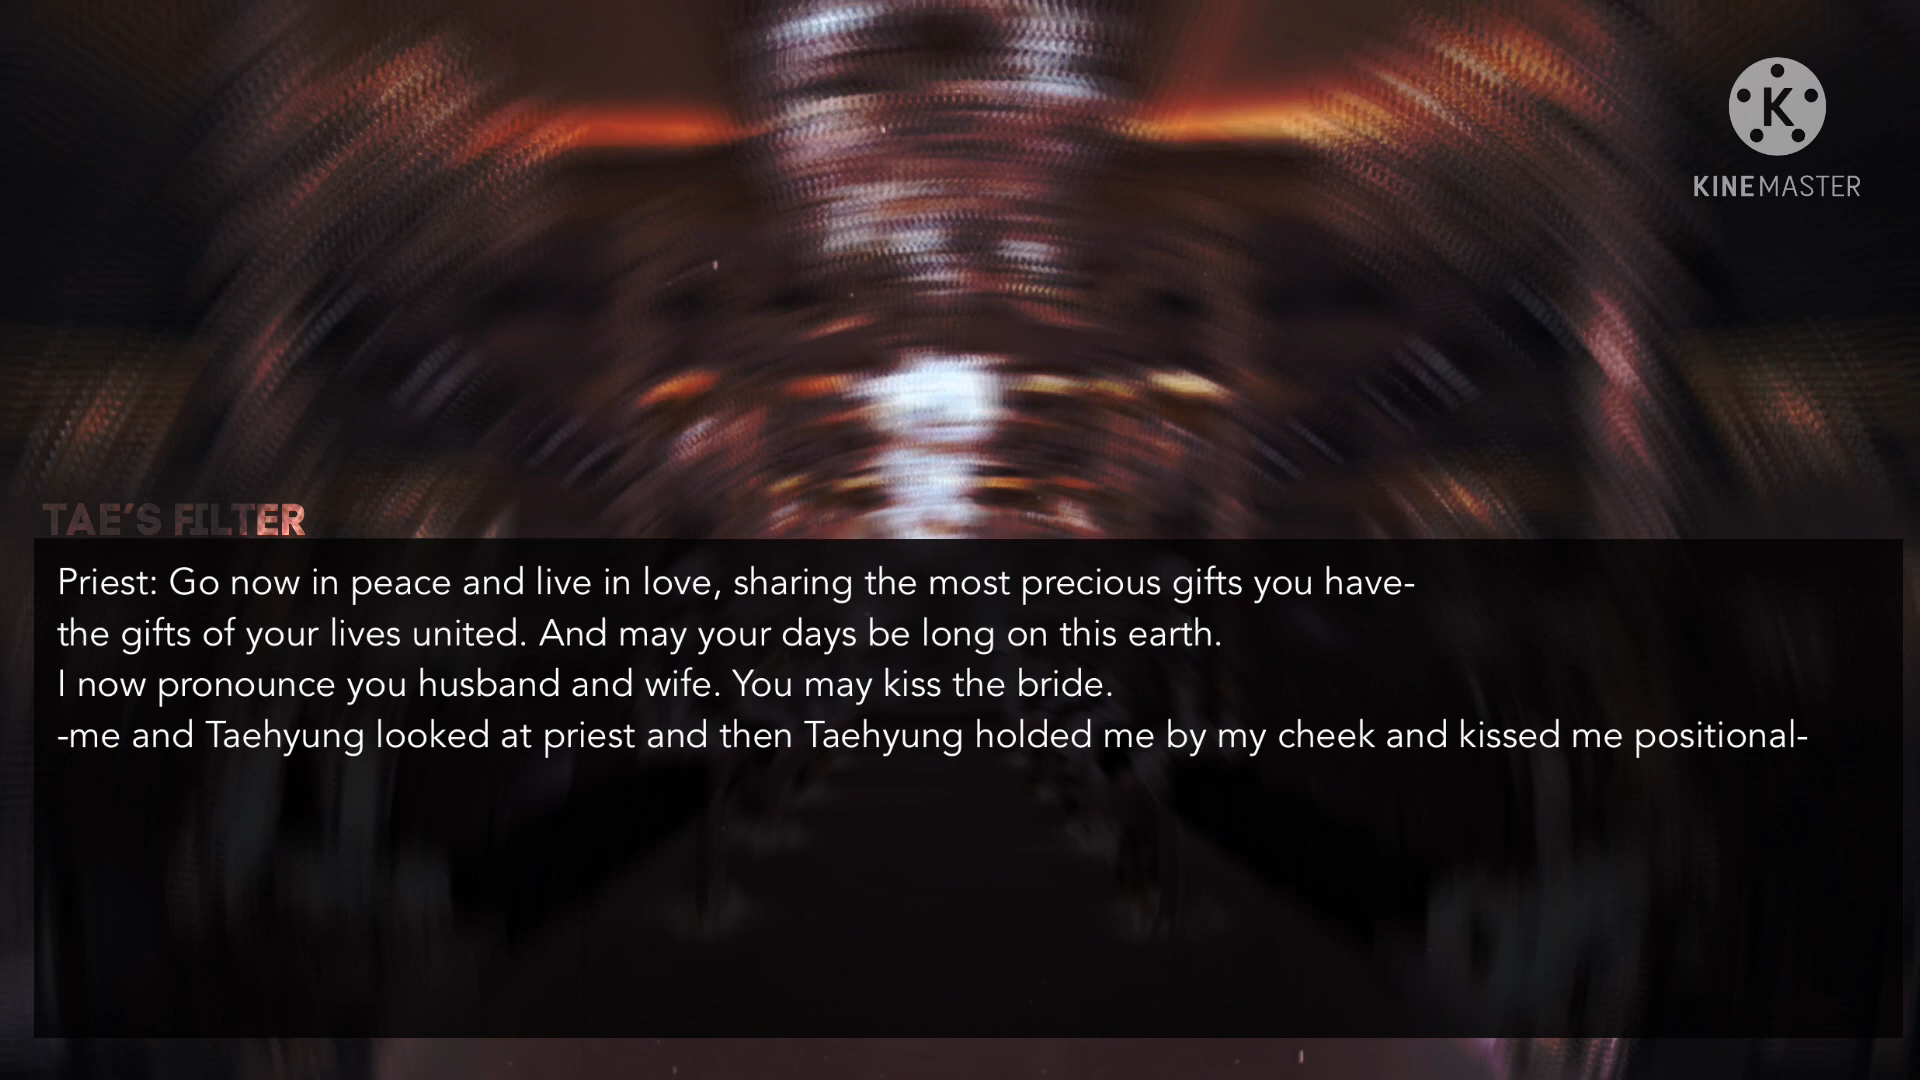 K
KINEMASTER
TAE'S FILTER
Priest: Go now in peace and live in love, sharing the most precious gifts you have-
the gifts of your lives united. And may your days be long on this earth.
I now pronounce you husband and wife. You may kiss the bride.
-me and Taehyung looked at priest and then Taehyung holded me by my cheek and kissed me positional-